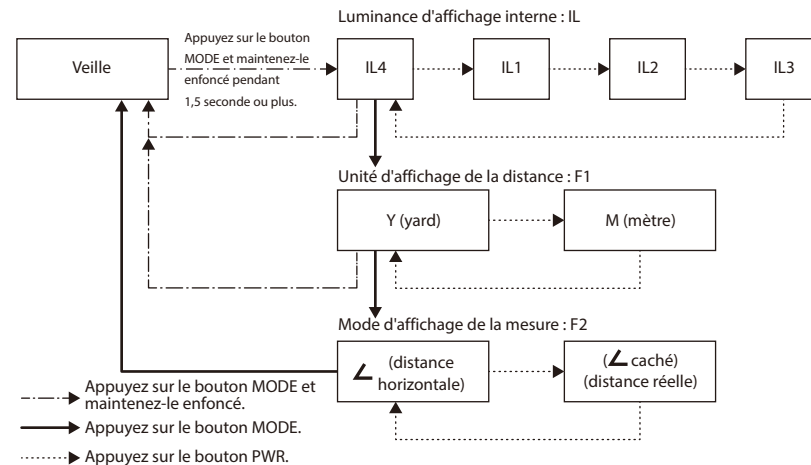 Luminance d'affichage interne : IL
Veille
Appuyez sur le bouton
MODE et maintenez-le
enfoncé pendant
1,5 seconde ou plus.
IL4
IL1
IL2
IL3
Unité d'affichage de la distance : F1
Y (yard)
M (mètre)
Mode d'affichage de la mesure : F2
∠ (distance
horizontale)
(∠ caché)
(distance réelle)
Appuyez sur le bouton MODE et
maintenez-le enfoncé.
Appuyez sur le bouton MODE.
Appuyez sur le bouton PWR.